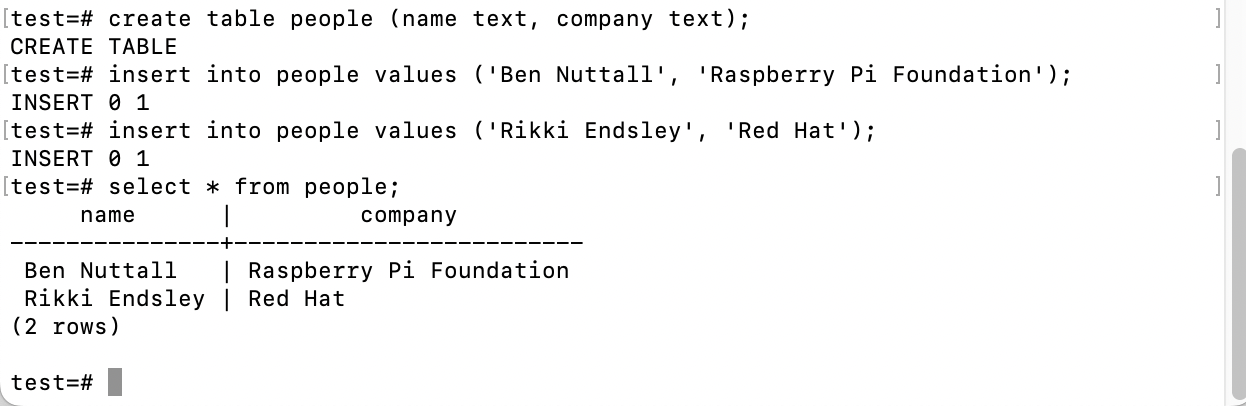 [test=# create table people (name text, company text);                                 ]
CREATE TABLE
[test=# insert into people values ('Ben Nuttall', 'Raspberry Pi Foundation');          ]
INSERT 0 1
[test=# insert into people values ('Rikki Endsley', 'Red Hat');                        ]
INSERT 0 1
[test=# select * from people;                                                          ]
     name      |         company
---------------+-------------------------
 Ben Nuttall   | Raspberry Pi Foundation
 Rikki Endsley | Red Hat
(2 rows)

test=#